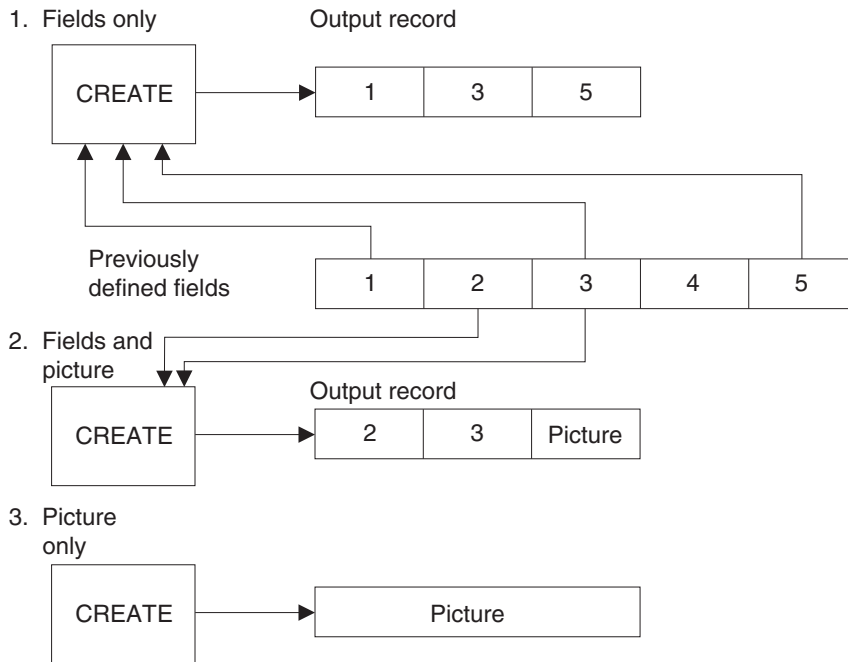 1. Fields only
Output record
CREATE
1 3 5
Previously
defined fields
1 2 3 4 5
2. Fields and
picture
Output record
CREATE
2 3 Picture
3. Picture
only
CREATE
Picture